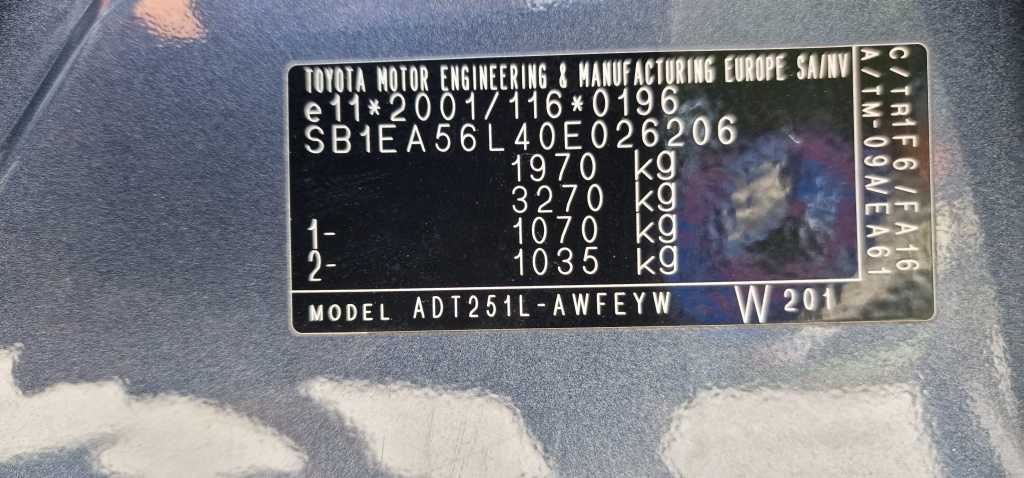 TOYOTA MOTOR ENGINEERING & MANUFACTURING EUROPE SA/NV
e11*2001/116*0196
SB1EA56L40E026206
1970 kg
3270 kg
1- 1070 kg
2- 1035 kg
MODEL ADT251L-AWFEYW W 201
C/TR1F6/FA16
A/TM-09A/EA61